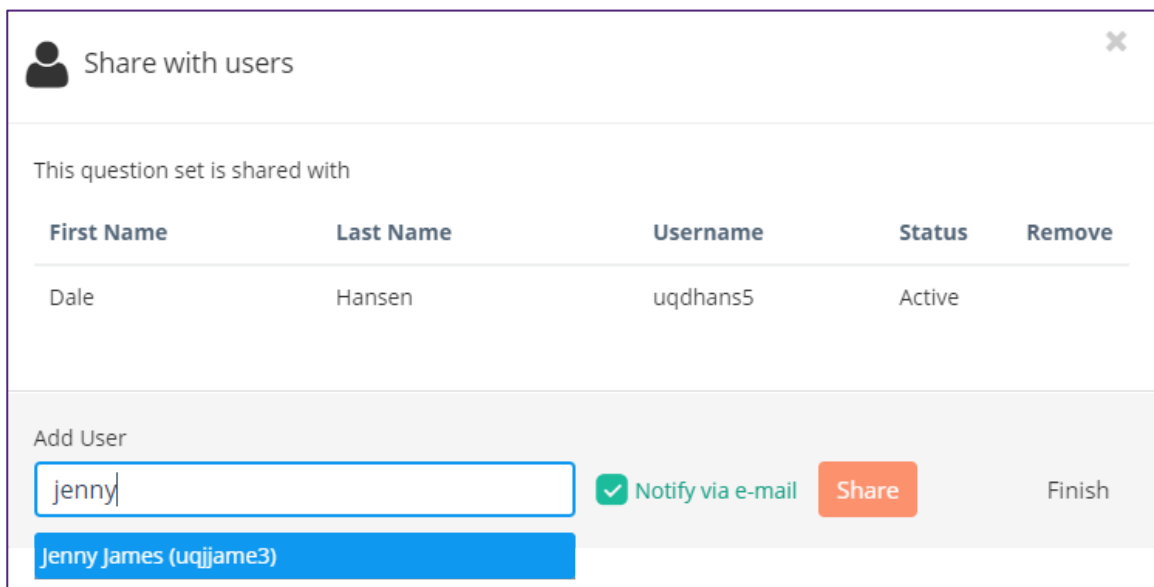 Share with users
This question set is shared with
First Name Last Name Username Status Remove
Dale Hansen uqdhans5 Active
Add User
jenny Notify via e-mail Share Finish
Jenny James (uqjjame3)